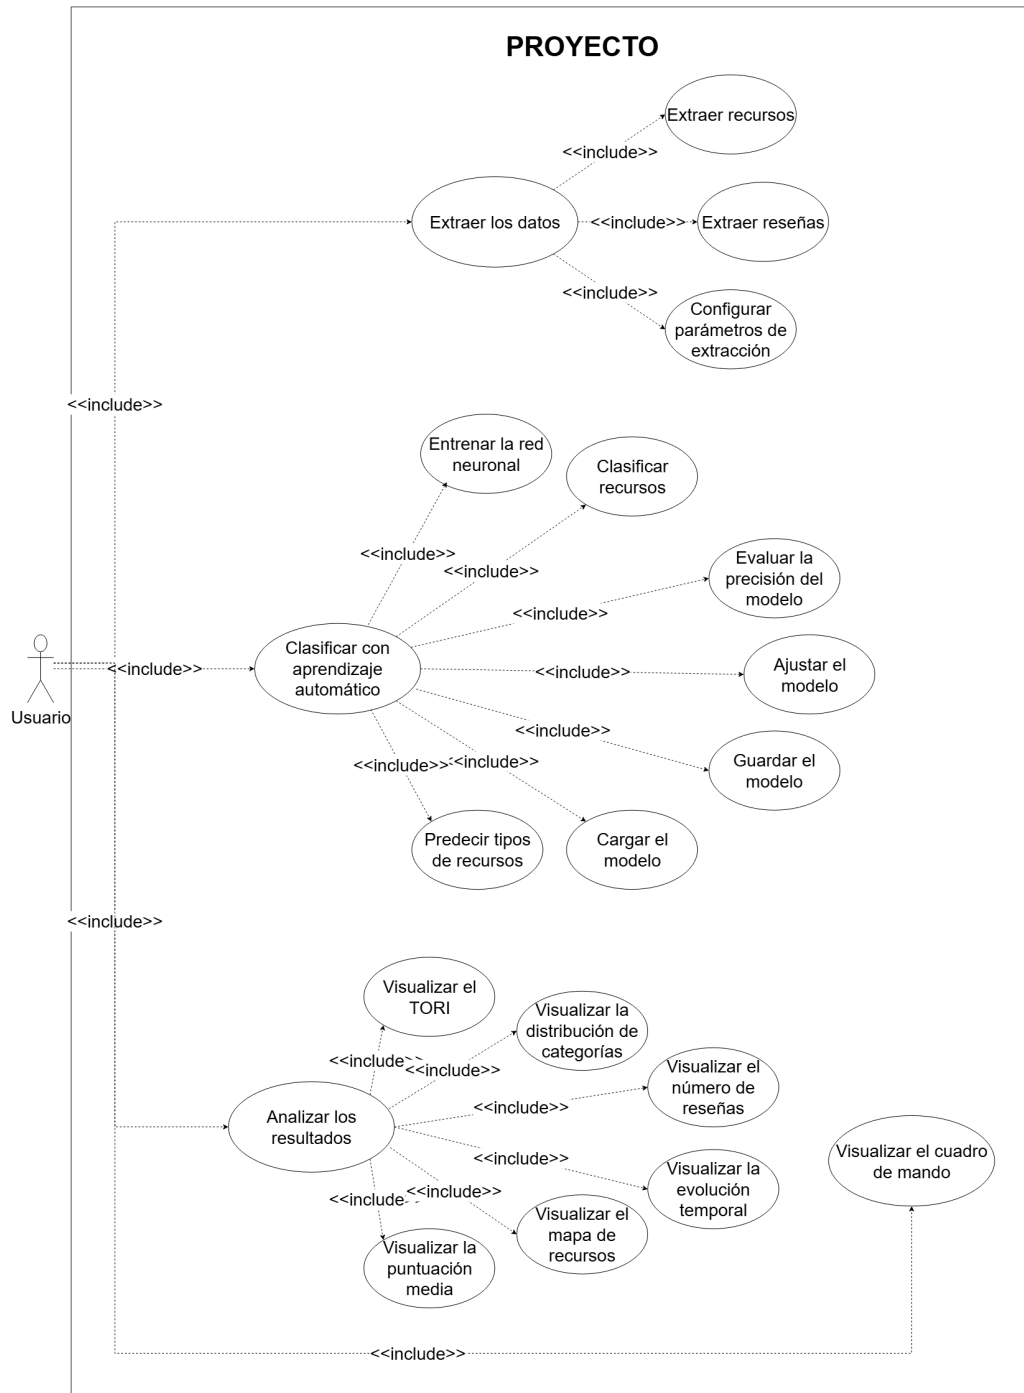 PROYECTO
Extraer recursos
<<include>>
Extraer los datos
<<include>>
Extraer reseñas
<<include>>
Configurar
parámetros de
extracción
<<include>>
Entrenar la red
neuronal
Clasificar
recursos
<<include>>
<<include>>
Evaluar la
precisión del
modelo
<<include>>
Usuario
<<include>>
Clasificar con
aprendizaje
automático
<<include>>
Ajustar el
modelo
<<include>>
Guardar el
modelo
<<include>>
<<include>>
Predecir tipos
de recursos
Cargar el
modelo
<<include>>
Visualizar el
TORI
Visualizar la
distribución de
categorías
<<include>>
<<include>>
Visualizar el
número de
reseñas
<<include>>
Analizar los
resultados
<<include>>
Visualizar la
evolución
temporal
Visualizar el cuadro
de mando
<<include>>
<<include>>
Visualizar el
mapa de
recursos
Visualizar la
puntuación
media
<<include>>